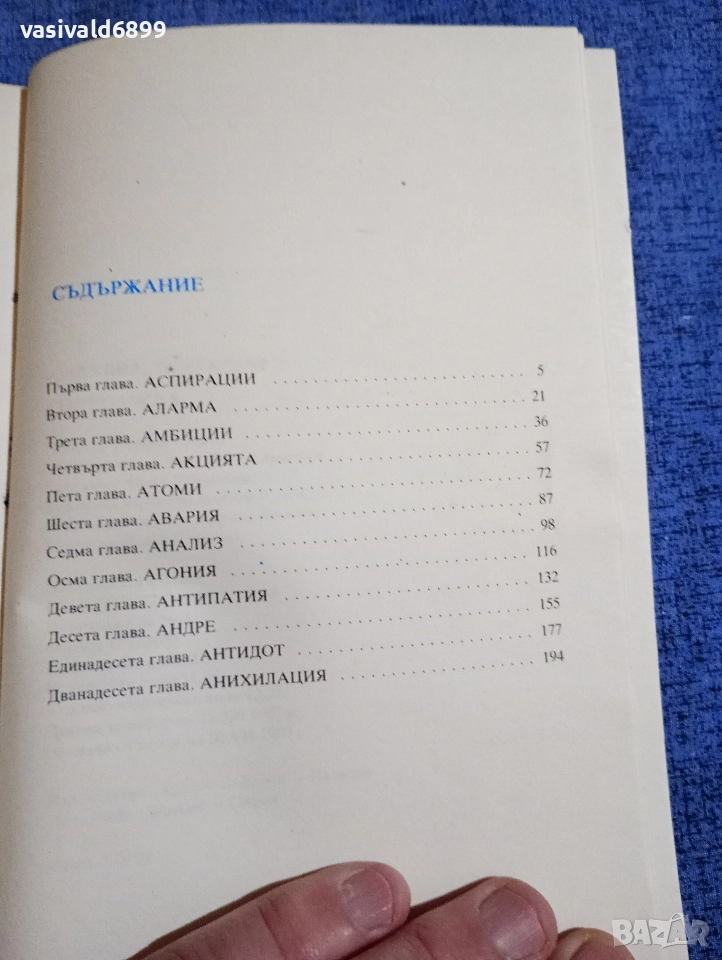 vasivald6899
СЪДЪРЖАНИЕ
Първа глава. АСПИРАЦИИ . . . . . . . . . . . . . . . . . . . . . . . . 5
Втора глава. АЛАРМА . . . . . . . . . . . . . . . . . . . . . . . . 21
Трета глава. АМБИЦИИ . . . . . . . . . . . . . . . . . . . . . . . . 36
Четвърта глава. АКЦИЯТА . . . . . . . . . . . . . . . . . . . . . . . . 57
Пета глава. АТОМИ . . . . . . . . . . . . . . . . . . . . . . . . 72
Шеста глава. АВАРИЯ . . . . . . . . . . . . . . . . . . . . . . . . 87
Седма глава. АНАЛИЗ . . . . . . . . . . . . . . . . . . . . . . . . 98
Осма глава. АГОНИЯ . . . . . . . . . . . . . . . . . . . . . . . . 116
Девета глава. АНТИПАТИЯ . . . . . . . . . . . . . . . . . . . . . 132
Десета глава. АНДРЕ . . . . . . . . . . . . . . . . . . . . . . . . 155
Единадесета глава. АНТИДОТ . . . . . . . . . . . . . . . . . . . 177
Дванадесета глава. АНИХИЛАЦИЯ . . . . . . . . . . . . . . . . 194
BAZAR